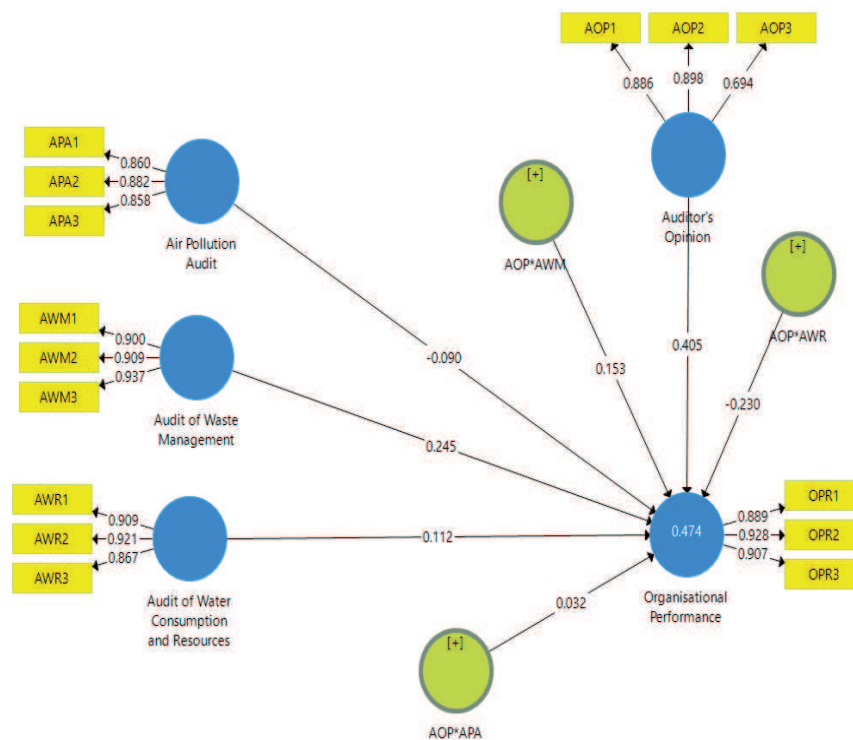 AOP1 AOP2 AOP3
0.886 0.898 0.694
Auditor's
Opinion
APA1
APA2
APA3
0.860
0.882
0.858
Air Pollution
Audit
[+]
AOP*AWM
[+]
AOP*AWR
AWM1
AWM2
AWM3
0.900
0.909
0.937
Audit of Waste
Management
-0.090
0.153
0.405
-0.230
0.245
AWR1
AWR2
AWR3
0.909
0.921
0.867
Audit of Water
Consumption
and Resources
0.112
0.474
Organisational
Performance
0.889
0.928
0.907
OPR1
OPR2
OPR3
0.032
[+]
AOP*APA